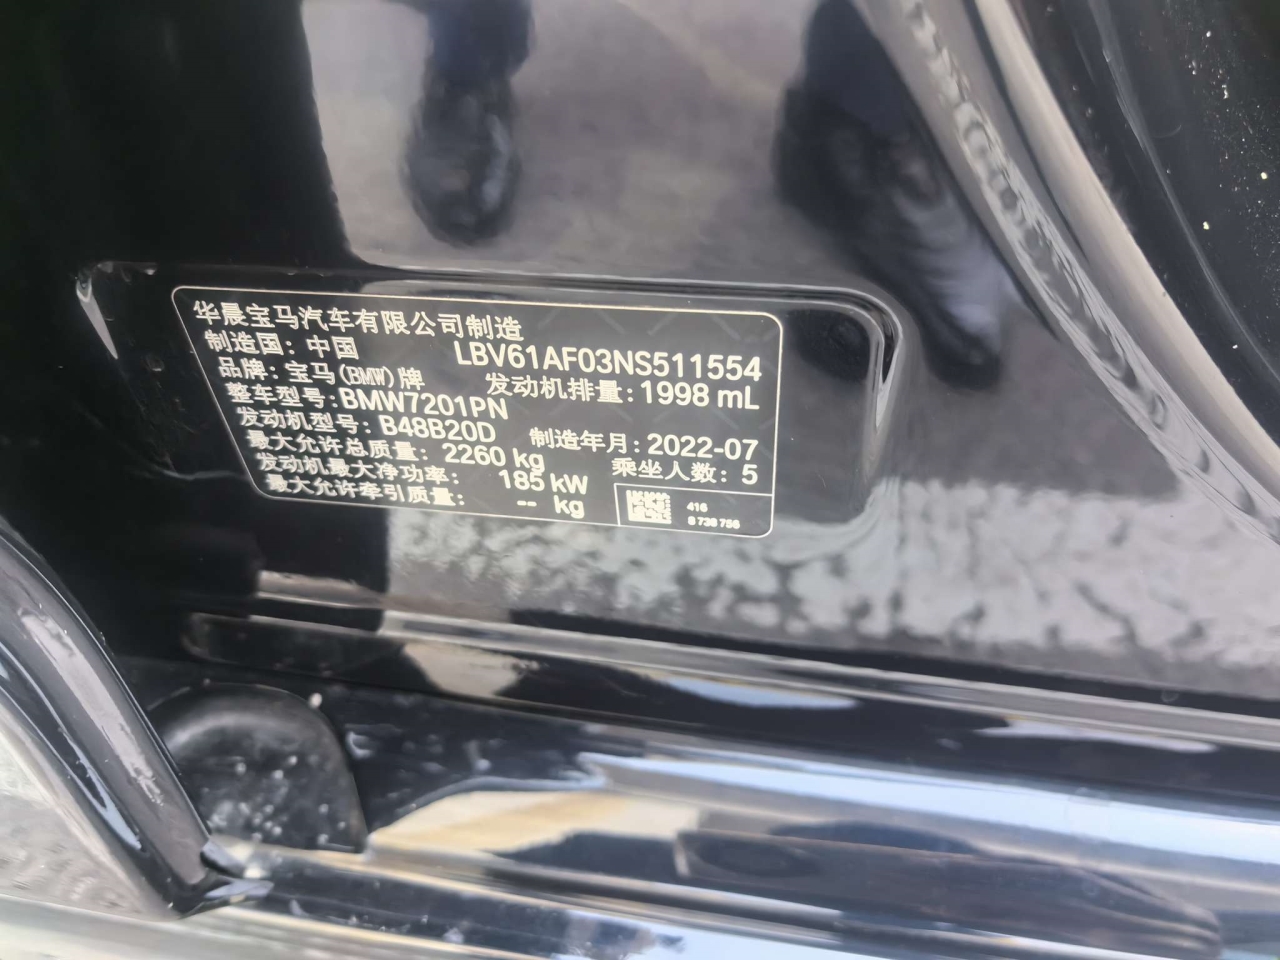 华晨宝马汽车有限公司制造
制造国: 中国 LBV61AF03NS511554
品牌: 宝马(BMW)牌 发动机排量: 1998 mL
整车型号: BMW7201PN
发动机型号: B48B20D 制造年月: 2022-07
最大允许总质量: 2260 kg 乘坐人数: 5
发动机最大净功率: 185 kW
最大允许牵引质量: -- kg
416
8 738 756